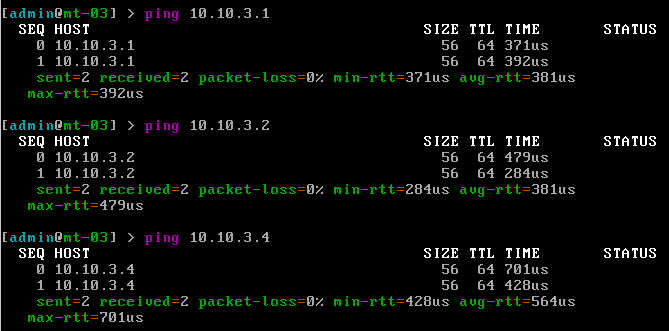 [admin@mt-03] > ping 10.10.3.1
SEQ HOST SIZE TTL TIME STATUS
0 10.10.3.1 56 64 371us
1 10.10.3.1 56 64 392us
sent=2 received=2 packet-loss=0% min-rtt=371us avg-rtt=381us
max-rtt=392us
[admin@mt-03] > ping 10.10.3.2
SEQ HOST SIZE TTL TIME STATUS
0 10.10.3.2 56 64 479us
1 10.10.3.2 56 64 284us
sent=2 received=2 packet-loss=0% min-rtt=284us avg-rtt=381us
max-rtt=479us
[admin@mt-03] > ping 10.10.3.4
SEQ HOST SIZE TTL TIME STATUS
0 10.10.3.4 56 64 701us
1 10.10.3.4 56 64 428us
sent=2 received=2 packet-loss=0% min-rtt=428us avg-rtt=564us
max-rtt=701us